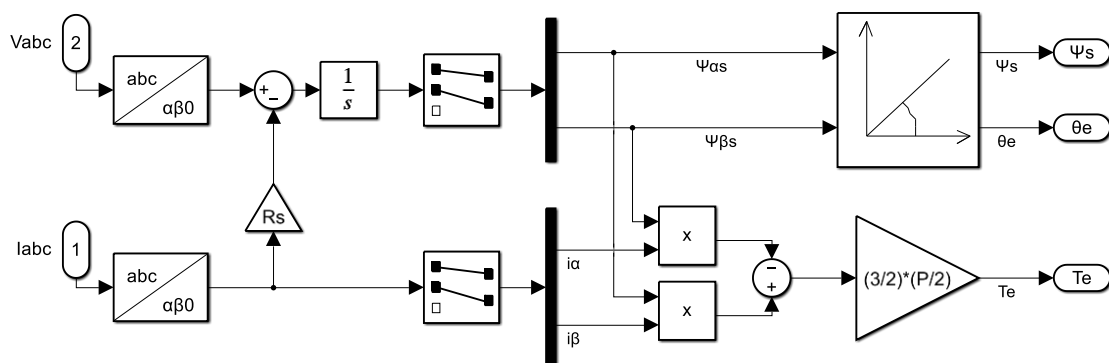 Vabc
2
abc
αβ0
+
−
1
s
Ψαs
Ψs
Ψs
Ψβs
θe
θe
Rs
Iabc
1
abc
αβ0
iα
x
iβ
x
−
+
(3/2)*(P/2)
Te
Te